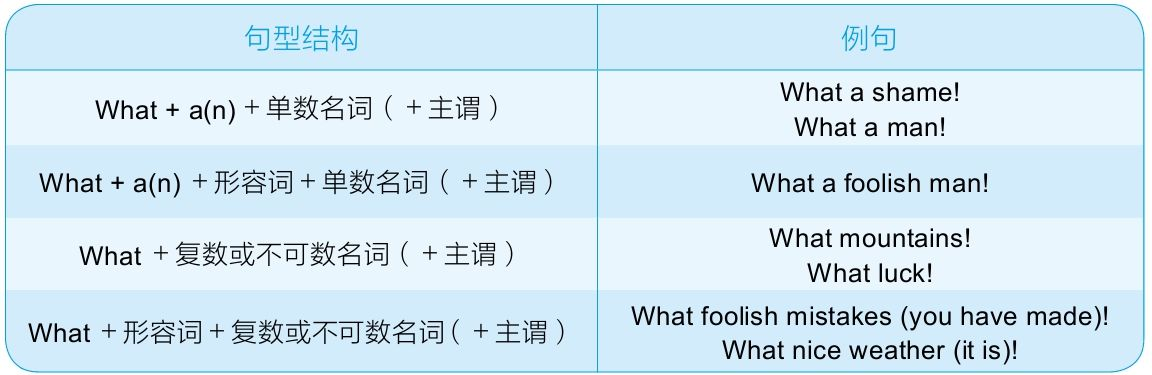 句型结构
例句
What + a(n)＋单数名词（＋主谓）
What a shame!
What a man!
What + a(n) ＋形容词＋单数名词（＋主谓）
What a foolish man!
What ＋复数或不可数名词（＋主谓）
What mountains!
What luck!
What ＋形容词＋复数或不可数名词（＋主谓）
What foolish mistakes (you have made)!
What nice weather (it is)!